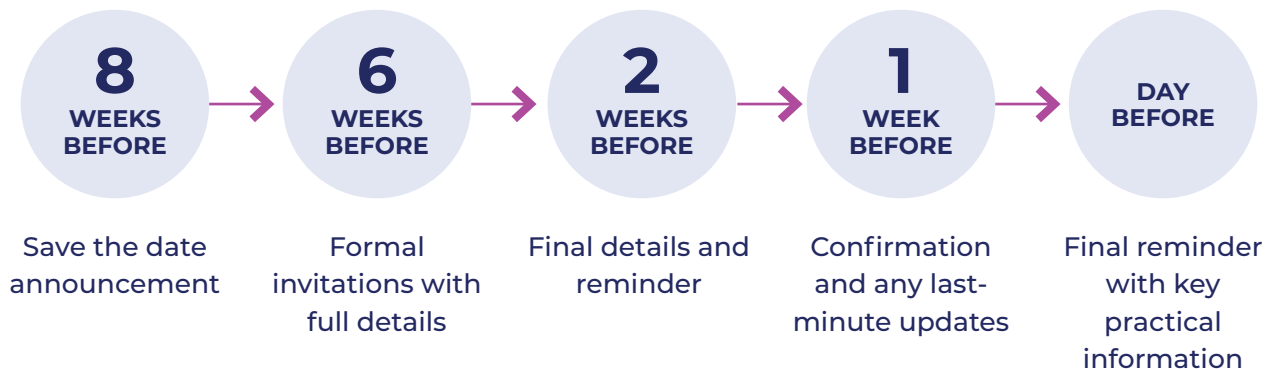 8
WEEKS
BEFORE
Save the date
announcement
6
WEEKS
BEFORE
Formal
invitations with
full details
2
WEEKS
BEFORE
Final details and
reminder
1
WEEK
BEFORE
Confirmation
and any last-
minute updates
DAY
BEFORE
Final reminder
with key
practical
information